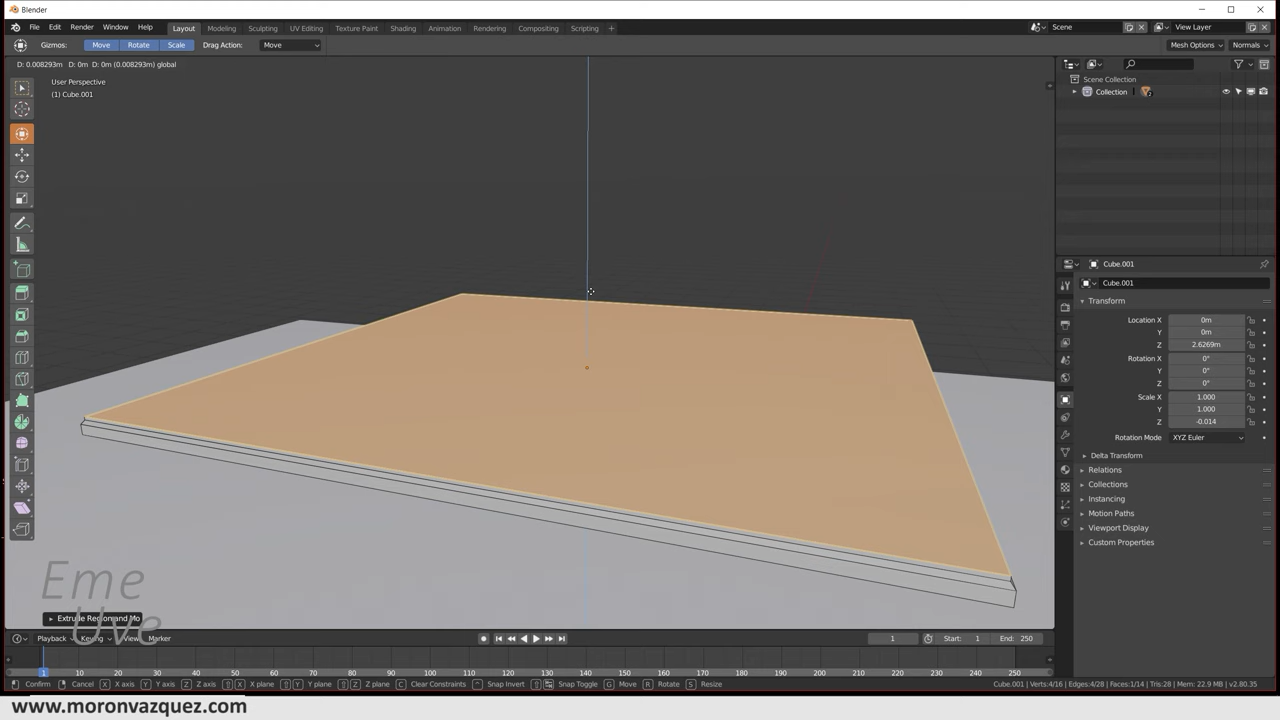 Blender
File Edit Render Window Help Layout Modeling Sculpting UV Editing Texture Paint Shading Animation Rendering Compositing Scripting + Scene View Layer
Gizmos: Move Rotate Scale Drag Action: Move Mesh Options Normals
D: 0.008293m D: 0m D: 0m (0.008293m) global
User Perspective
(1) Cube.001
Scene Collection
Collection 2
Cube.001
Cube.001
Transform
Location X 0m
Y 0m
Z 2.6269m
Rotation X 0°
Y 0°
Z 0°
Scale X 1.000
Y 1.000
Z -0.014
Rotation Mode XYZ Euler
Delta Transform
Relations
Collections
Instancing
Motion Paths
Viewport Display
Custom Properties
Eme
Uve
Extrude Region and Mo
Playback Keying View Marker 1 Start: 1 End: 250
1 10 20 30 40 50 60 70 80 90 100 110 120 130 140 150 160 170 180 190 200 210 220 230 240 250
Confirm Cancel X X axis Y Y axis Z Z axis X X plane Y Y plane Z Z plane C Clear Constraints Snap Invert Snap Toggle G Move R Rotate S Resize Cube.001 | Verts:4/16 | Edges:4/28 | Faces:1/14 | Tris:28 | Mem: 22.9 MB | v2.80.35
www.moronvazquez.com